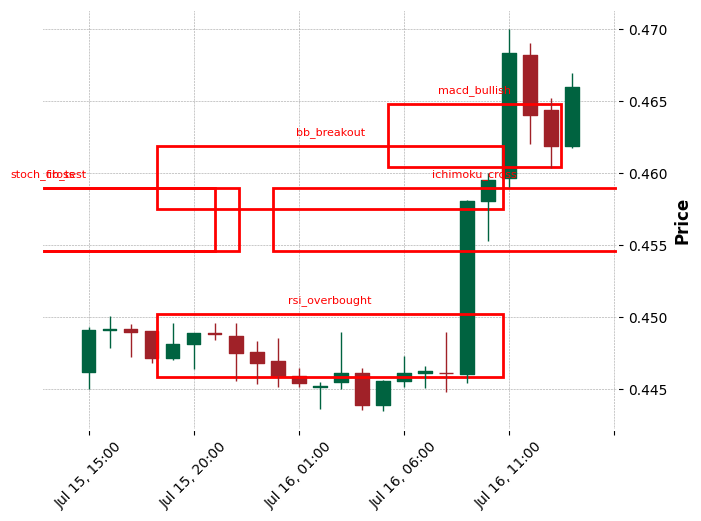 0.470
macd_bullish
0.465
bb_breakout
0.460
ichimoku_cross
Price
0.455
rsi_overbought
0.450
0.445
Jul 15, 15:00
Jul 15, 20:00
Jul 16, 01:00
Jul 16, 06:00
Jul 16, 11:00